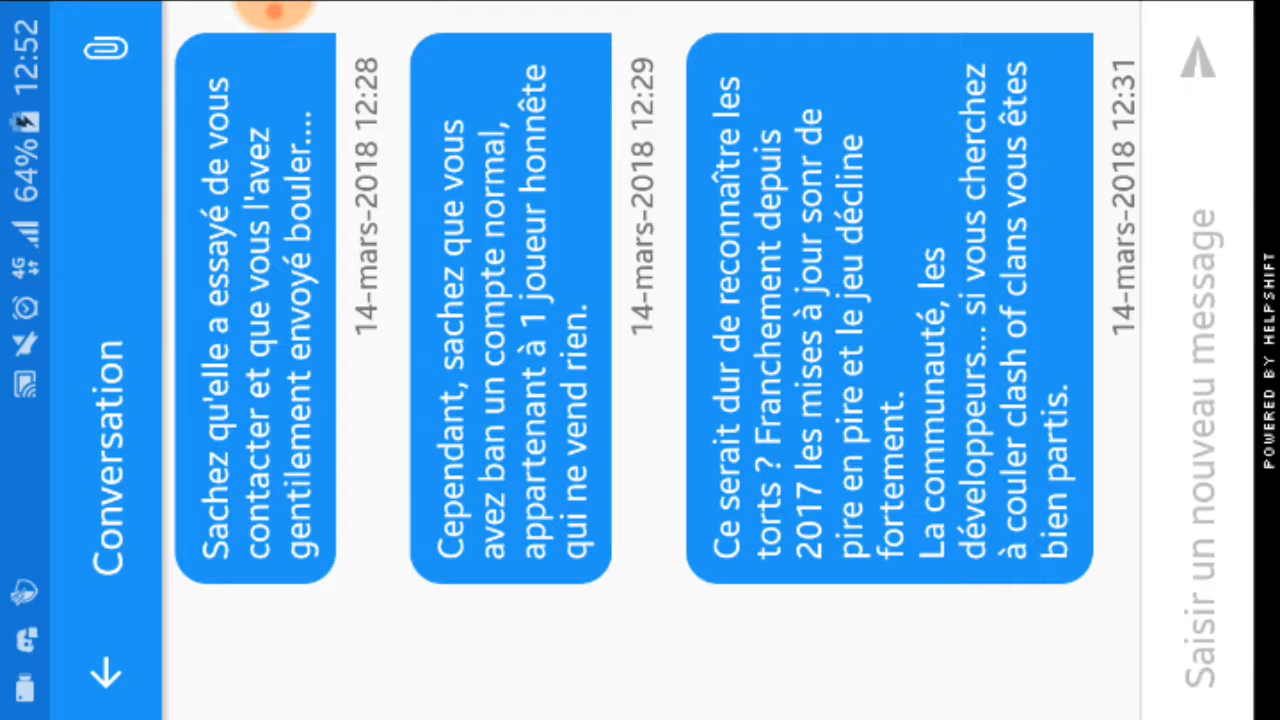 4G 64% 12:52
Conversation
Sachez qu'elle a essayé de vous
contacter et que vous l'avez
gentilement envoyé bouler....
14-mars-2018 12:28
Cependant, sachez que vous
avez ban un compte normal,
appartenant à 1 joueur honnête
qui ne vend rien.
14-mars-2018 12:29
Ce serait dur de reconnaître les
torts ? Franchement depuis
2017 les mises à jour sonr de
pire en pire et le jeu décline
fortement.
La communauté, les
développeurs... si vous cherchez
à couler clash of clans vous êtes
bien partis.
14-mars-2018 12:31
Saisir un nouveau message
POWERED BY HELPSHIFT